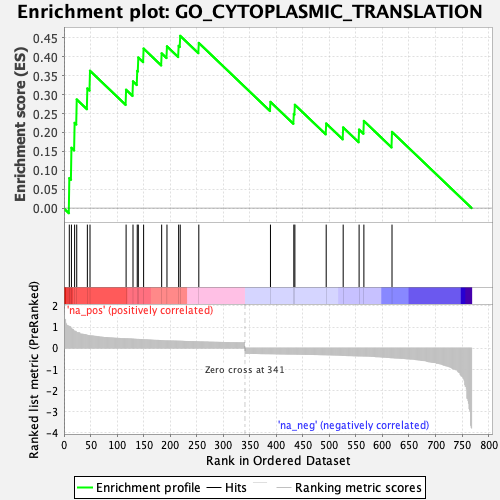 Enrichment plot: GO_CYTOPLASMIC_TRANSLATION
Enrichment score (ES)
0.45
0.40
0.35
0.30
0.25
0.20
0.15
0.10
0.05
0.00
'na_pos' (positively correlated)
Ranked list metric (PreRanked)
2
1
0
-1
-2
-3
-4
Zero cross at 341
'na_neg' (negatively correlated)
0 50 100 150 200 250 300 350 400 450 500 550 600 650 700 750 800
Rank in Ordered Dataset
Enrichment profile Hits Ranking metric scores